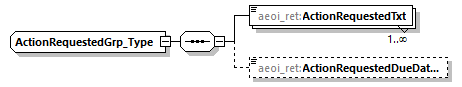 ActionRequestedGrp_Type
aeoi_ret:ActionRequestedTxt
1..∞
aeoi_ret:ActionRequestedDueDat...